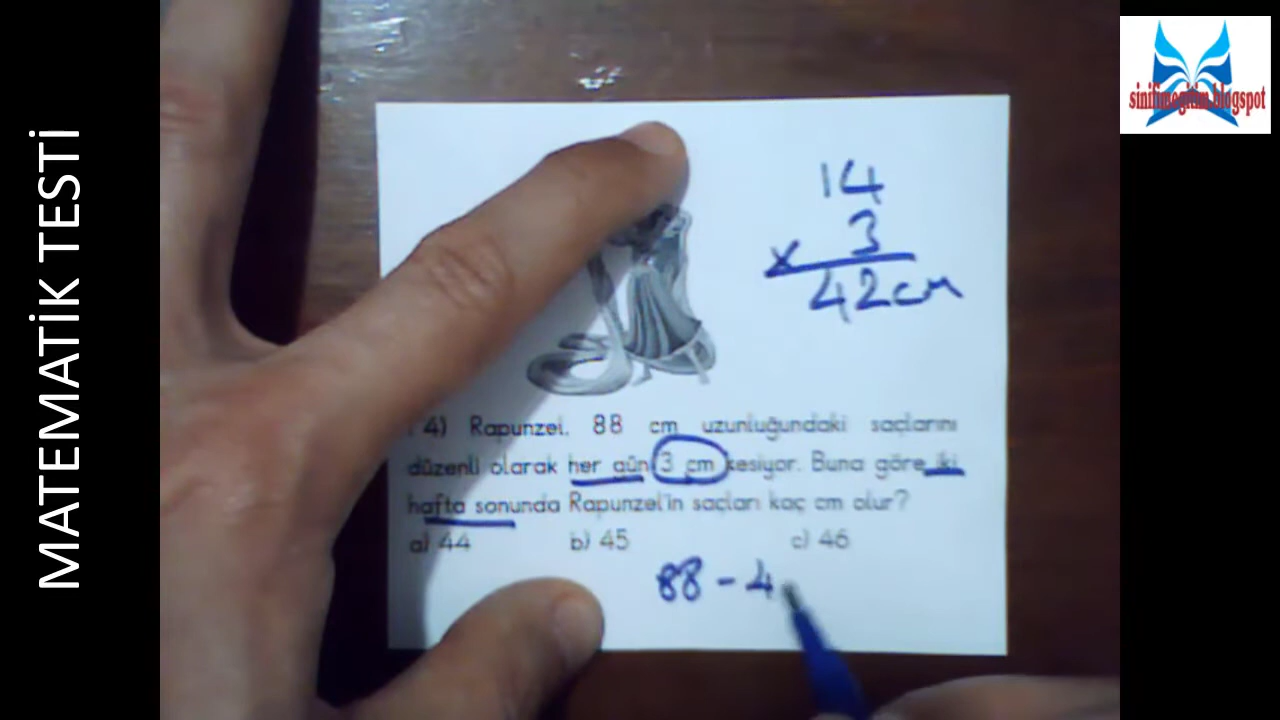 MATEMATİK TESTİ
sinifimegitim.blogspot
14
3
x
42cm
4) Rapunzel, 88 cm uzunluğundaki saçlarını
düzenli olarak her gün 3 cm kesiyor. Buna göre iki
hafta sonunda Rapunzel'in saçları kaç cm olur?
a) 44 b) 45 c) 46
88 - 4